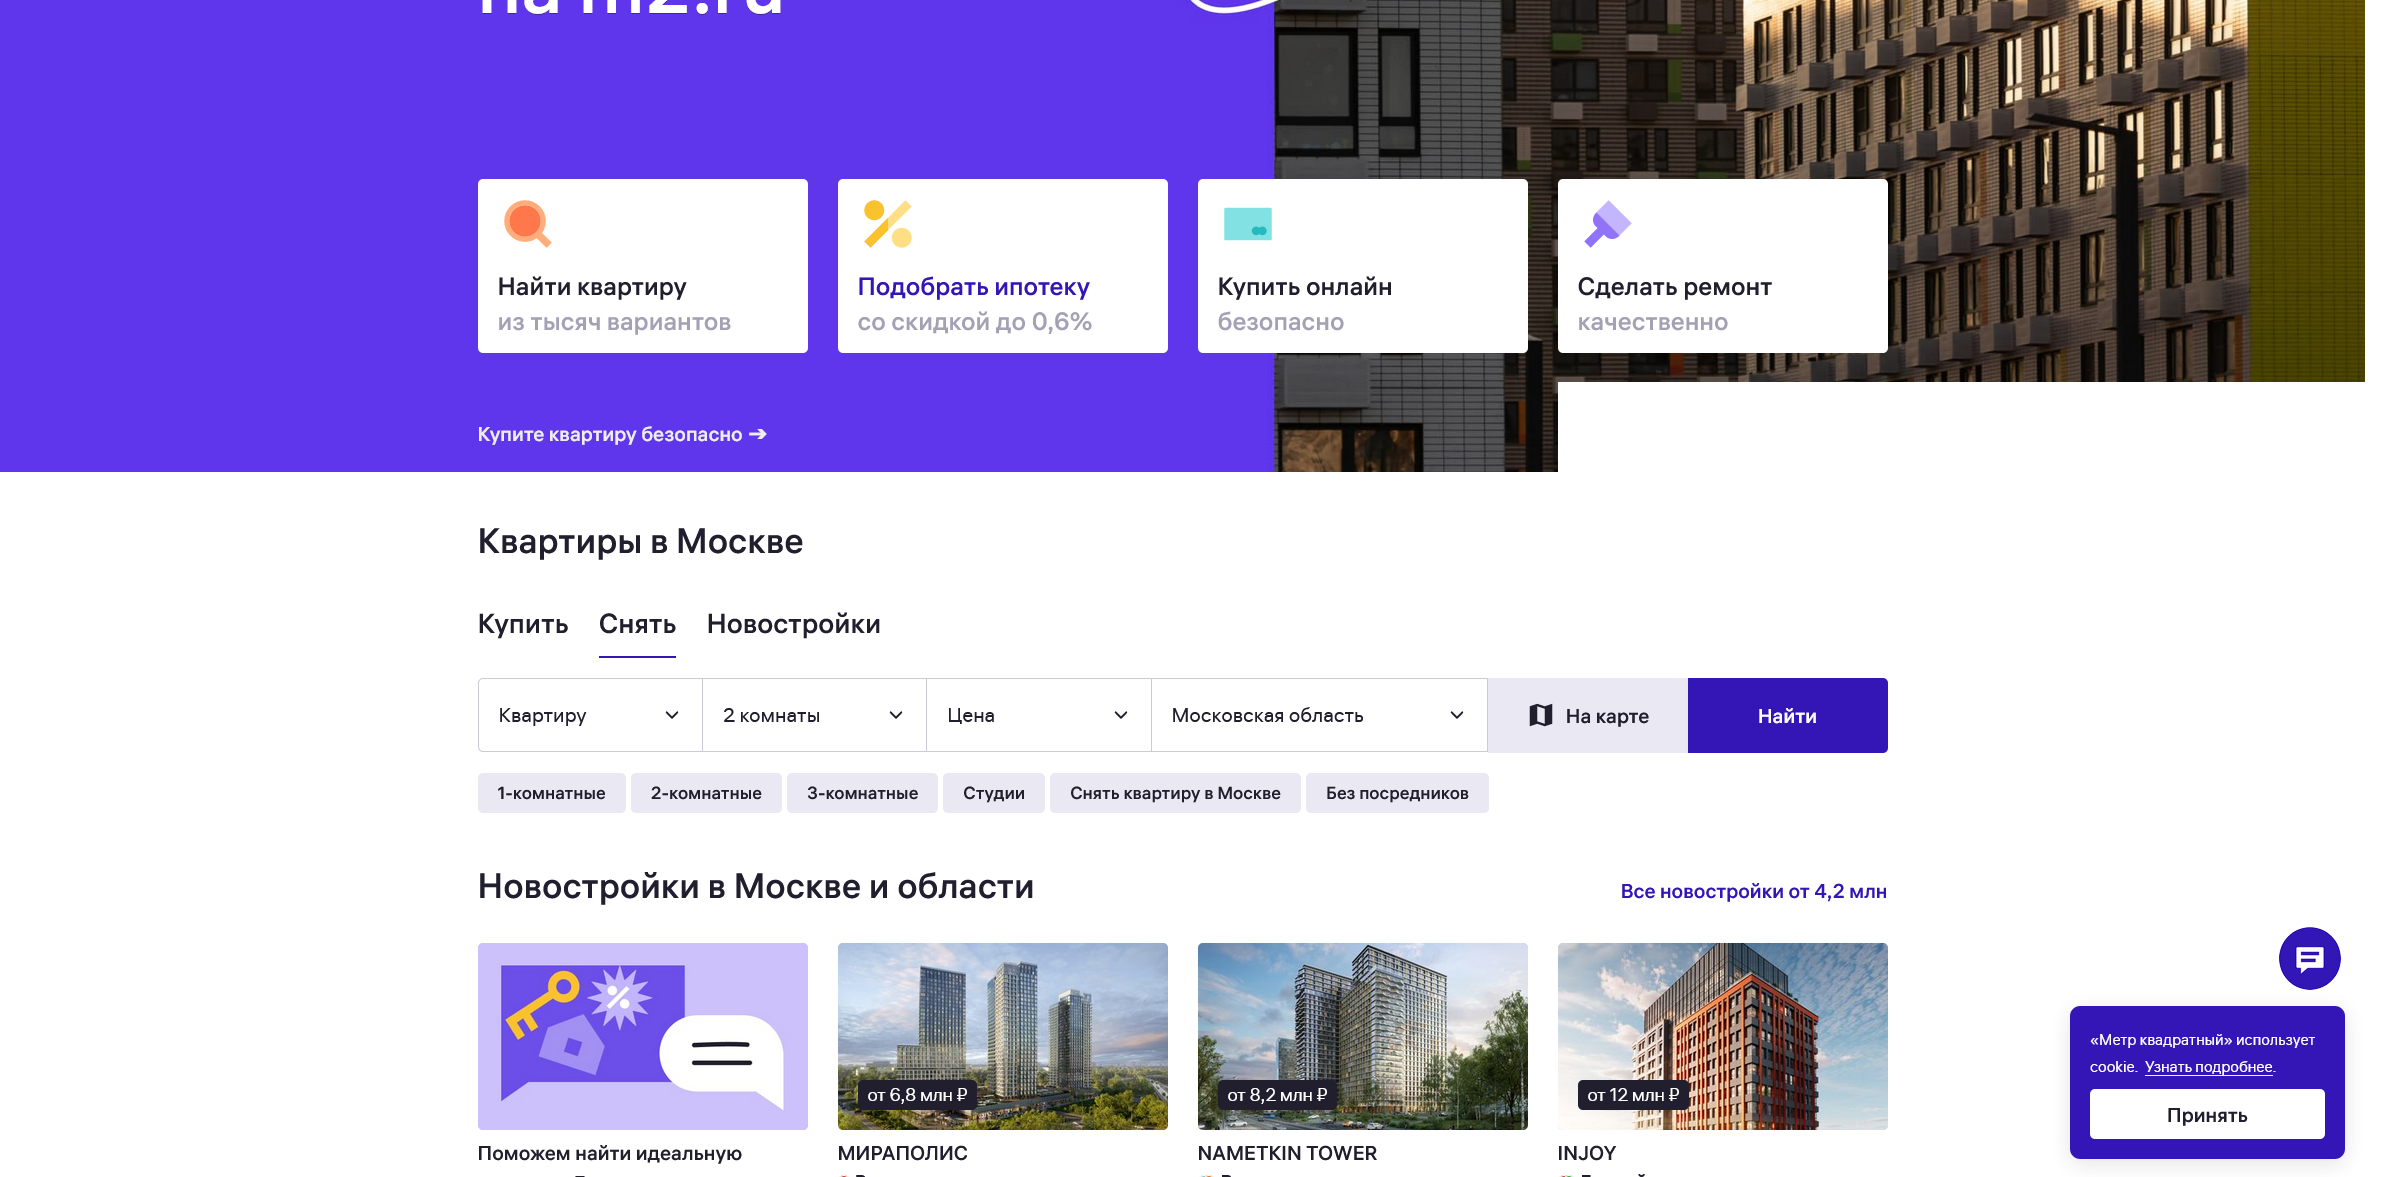 на m2.ru
Найти квартиру
из тысяч вариантов
Подобрать ипотеку
со скидкой до 0,6%
Купить онлайн
безопасно
Сделать ремонт
качественно
Купите квартиру безопасно →
Квартиры в Москве
Купить
Снять
Новостройки
Квартиру
2 комнаты
Цена
Московская область
На карте
Найти
1-комнатные
2-комнатные
3-комнатные
Студии
Снять квартиру в Москве
Без посредников
Новостройки в Москве и области
Все новостройки от 4,2 млн
от 6,8 млн ₽
от 8,2 млн ₽
от 12 млн ₽
Поможем найти идеальную
МИРАПОЛИС
NAMETKIN TOWER
INJOY
«Метр квадратный» использует
cookie. Узнать подробнее.
Принять